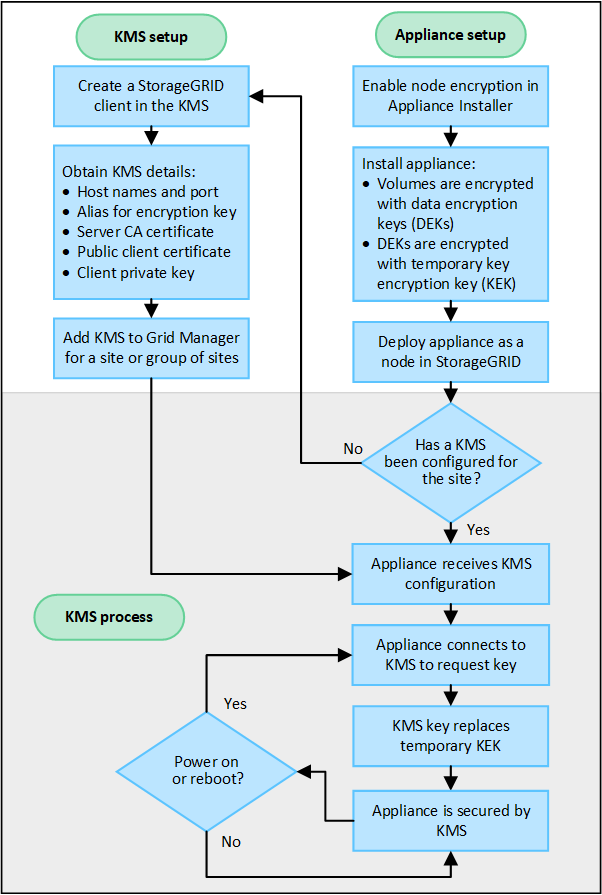 KMS setup
Create a StorageGRID
client in the KMS
Obtain KMS details:
• Host names and port
• Alias for encryption key
• Server CA certificate
• Public client certificate
• Client private key
Add KMS to Grid Manager
for a site or group of sites
Appliance setup
Enable node encryption in
Appliance Installer
Install appliance:
• Volumes are encrypted
with data encryption
keys (DEKs)
• DEKs are encrypted
with temporary key
encryption key (KEK)
Deploy appliance as a
node in StorageGRID
Has a KMS
been configured for
the site?
No
Yes
Appliance receives KMS
configuration
KMS process
Appliance connects to
KMS to request key
KMS key replaces
temporary KEK
Appliance is secured by
KMS
Power on
or reboot?
Yes
No